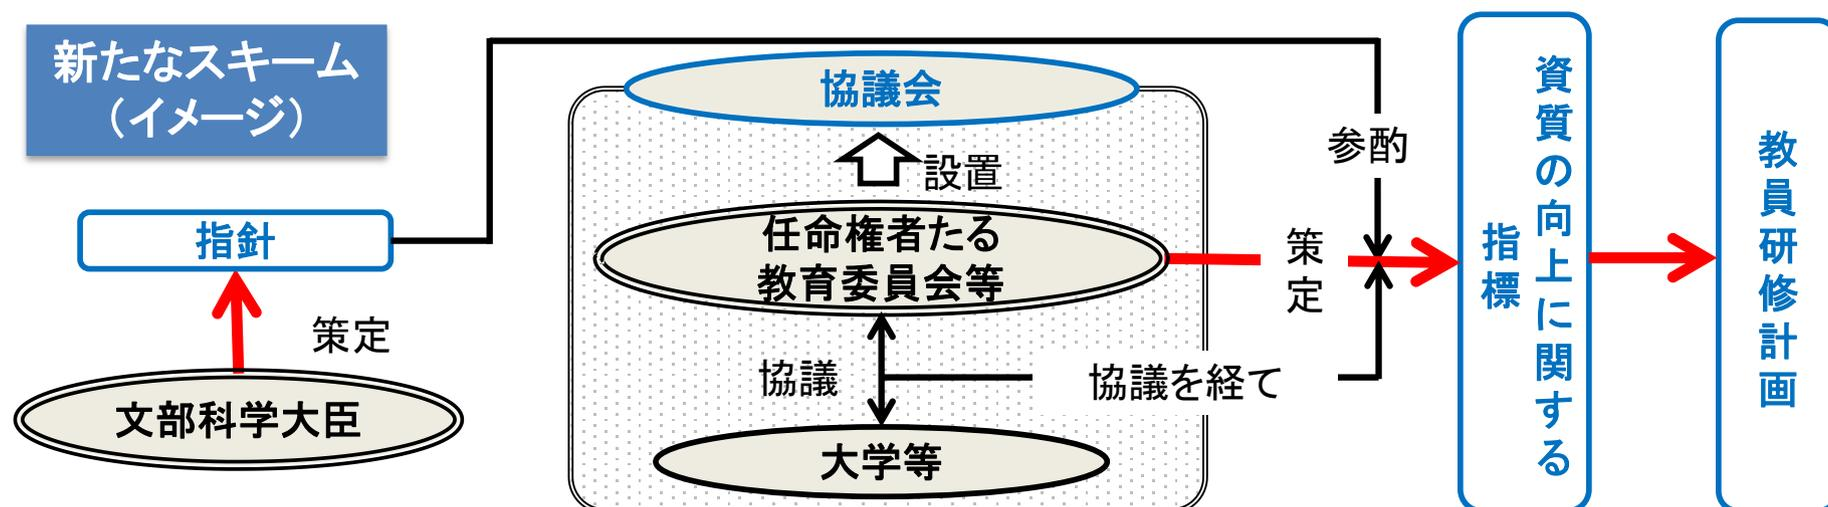 新たなスキーム
（イメージ）
指針
策定
文部科学大臣
協議会
設置
任命権者たる
教育委員会等
協議
協議を経て
大学等
参酌
策定
資質の向上に関する
指標
教員研修計画